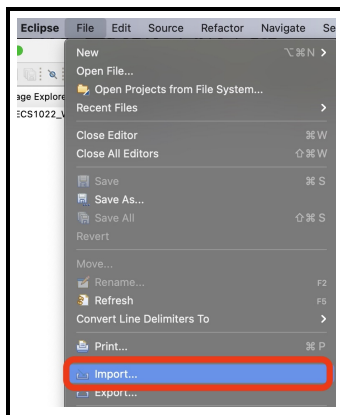 Eclipse File Edit Source Refactor Navigate Se
New ⌥⌘N >
Open File...
age Explore
Open Projects from File System...
ECS1022_W
Recent Files >
Close Editor ⌘W
Close All Editors ⇧⌘W
Save ⌘S
Save As...
Save All ⇧⌘S
Revert
Move...
Rename... F2
Refresh F5
Convert Line Delimiters To >
Print... ⌘P
Import...
Export...